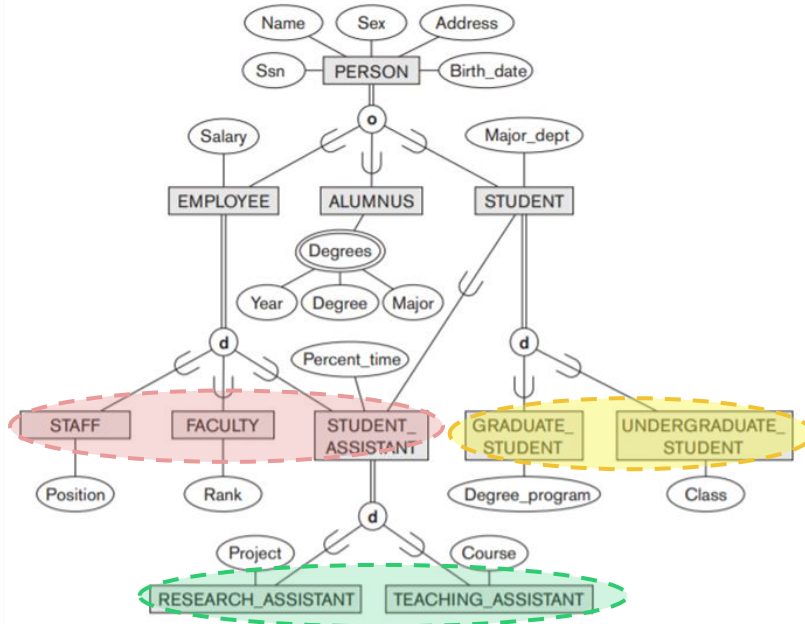 Name
Sex
Address
Ssn
PERSON
Birth_date
o
Salary
Major_dept
EMPLOYEE
ALUMNUS
STUDENT
Degrees
Year
Degree
Major
d
d
Percent_time
STAFF
FACULTY
STUDENT_
ASSISTANT
GRADUATE_
STUDENT
UNDERGRADUATE_
STUDENT
Position
Rank
Degree_program
Class
d
Project
Course
RESEARCH_ASSISTANT
TEACHING_ASSISTANT